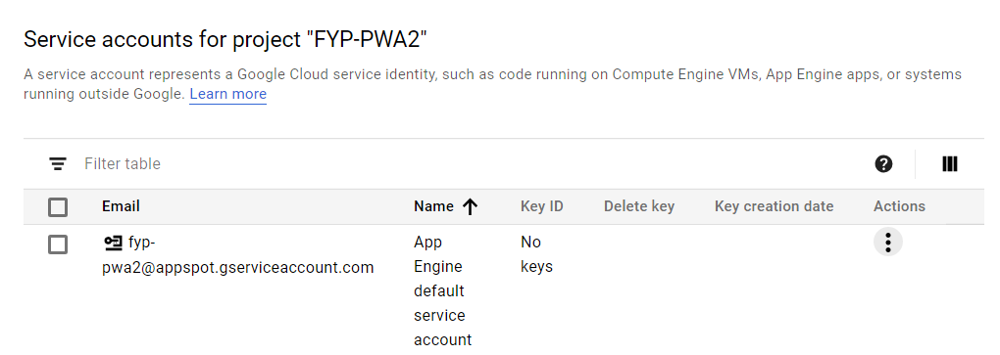 Service accounts for project "FYP-PWA2"
A service account represents a Google Cloud service identity, such as code running on Compute Engine VMs, App Engine apps, or systems
running outside Google. Learn more
Filter table
Email Name Key ID Delete key Key creation date Actions
fyp- App No
pwa2@appspot.gserviceaccount.com Engine keys
default
service
account